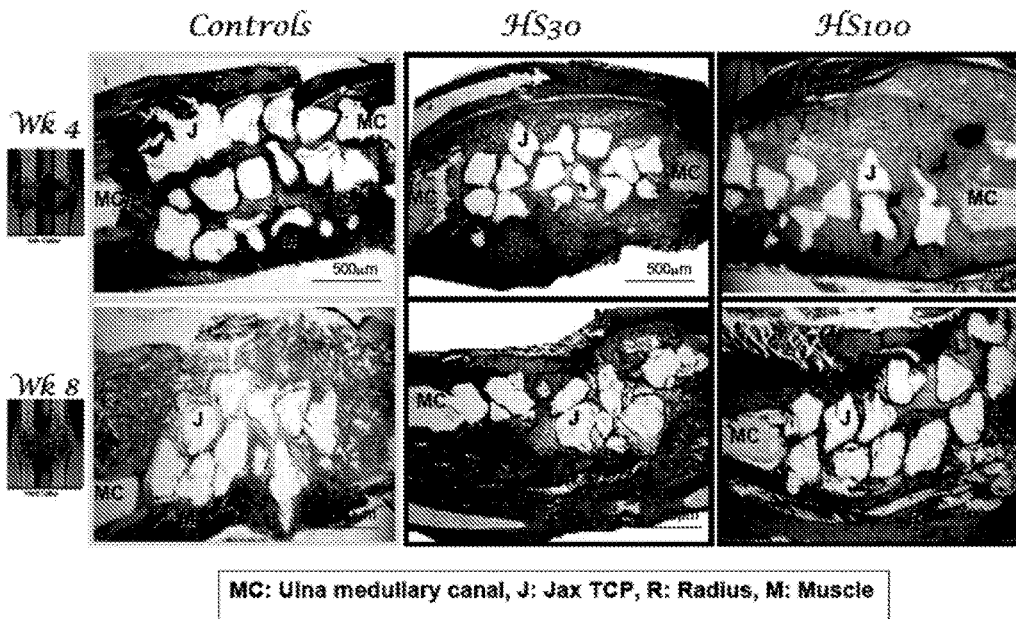 Controls HS30 HS100
Wk 4
J MC MC 500μm
J MC MC 500μm
J MC
Wk 8
J MC
MC J
J MC
MC: Ulna medullary canal, J: Jax TCP, R: Radius, M: Muscle